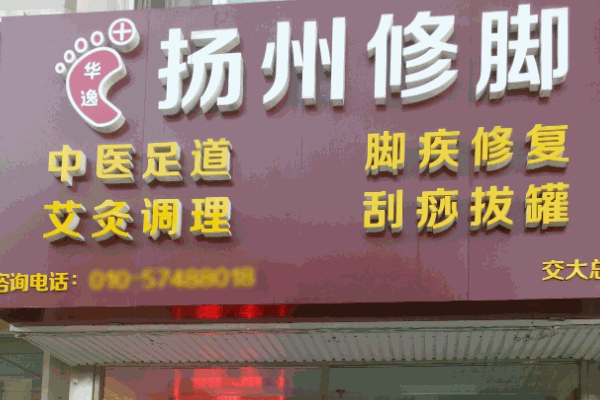 华逸
扬州修脚
中医足道 脚疾修复
艾灸调理 刮痧拔罐
咨询电话: 010-57488018 交大总